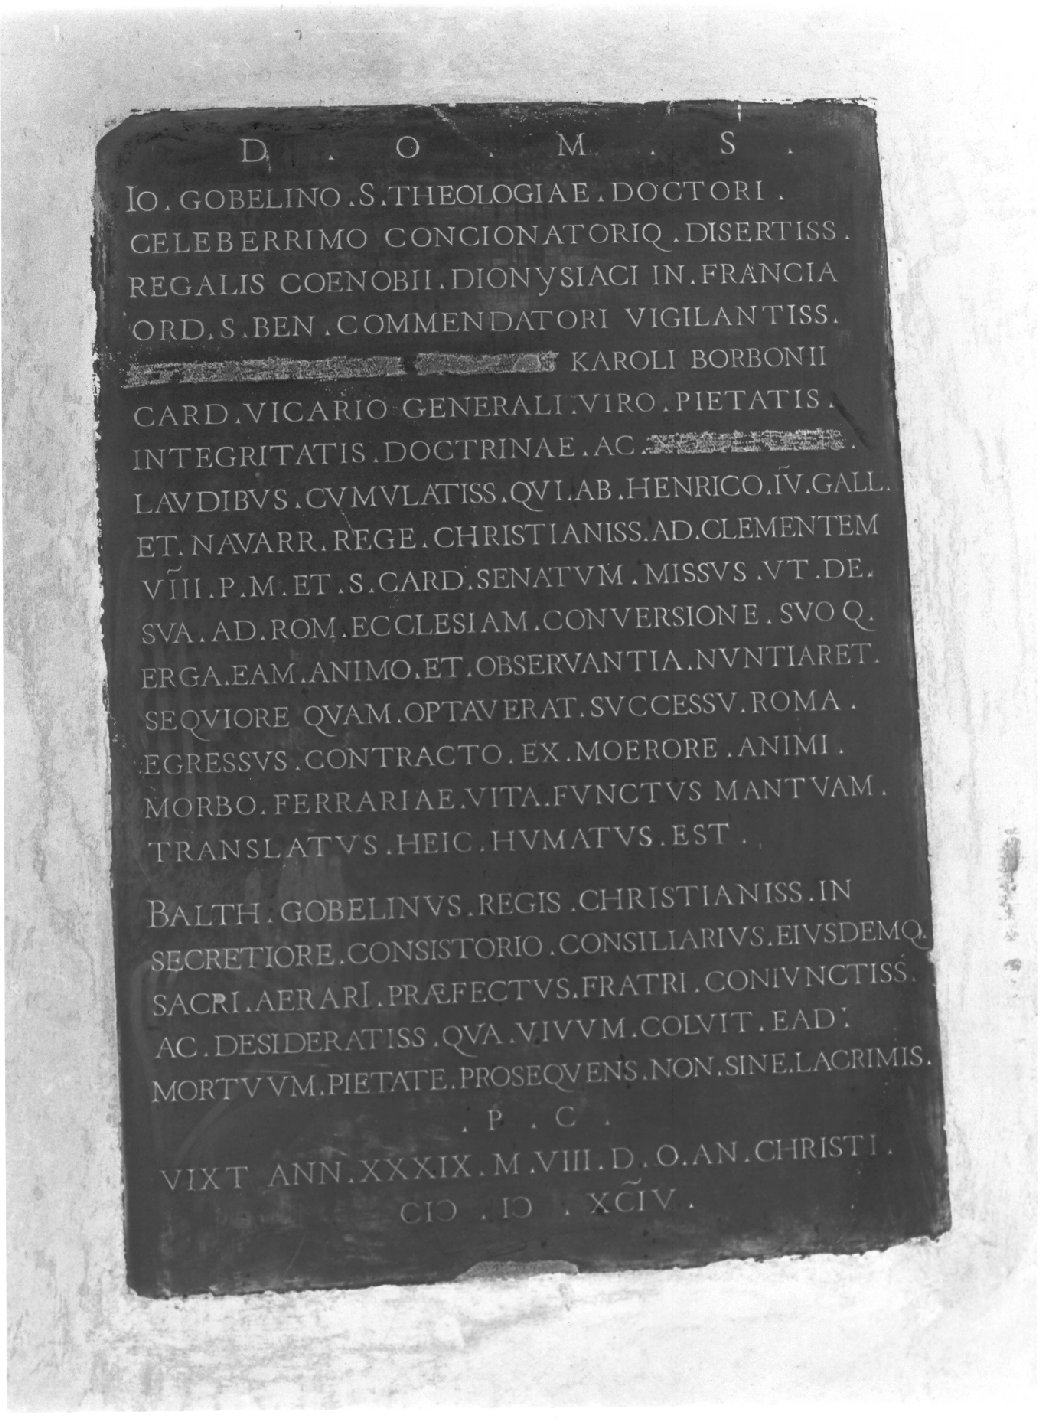 D . O . M . S .
IO . GOBELINO . S . THEOLOGIAE . DOCTORI .
CELEBERRIMO CONCIONATORIQ . DISERTISS .
REGALIS COENOBII . DIONYSIACI IN . FRANCIA
ORD . S . BEN . COMMENDATORI VIGILANTISS .
KAROLI BORBONII
CARD . VICARIO GENERALI . VIRO . PIETATIS .
INTEGRITATIS . DOCTRINAE . AC .
LAVDIBVS . CVMVLATISS . QVI . AB . HENRICO . IV . GALL .
ET . NAVARR . REGE . CHRISTIANISS . AD . CLEMENTEM
VIII . P . M . ET . S . CARD . SENATVM . MISSVS . VT . DE .
SVA . AD . ROM . ECCLESIAM . CONVERSIONE . SVOQ .
ERGA . EAM . ANIMO . ET . OBSERVANTIA . NVNTIARET .
SEQVIORE QVAM . OPTAVERAT . SVCCESSV . ROMA .
EGRESSVS . CONTRACTO . EX . MOERORE . ANIMI .
MORBO . FERRARIAE . VITA . FVNCTVS MANTVAM .
TRANSLATVS . HEIC . HVMATVS . EST .
BALTH . GOBELINVS . REGIS . CHRISTIANISS . IN
SECRETIORE . CONSISTORIO . CONSILIARIVS . EIVSDEMQ .
SACRI . AERARI . PRÆFECTVS . FRATRI . CONIVNCTISS .
AC . DESIDERATISS . QVA . VIVVM . COLVIT . EAD :
MORTVVM . PIETATE . PROSEQVENS . NON . SINE . LACRIMIS .
. P . C .
VIXT ANN . XXXIX . M . VIII . D . O . AN . CHRISTI .
CIↃ . IↃ . XCIV .